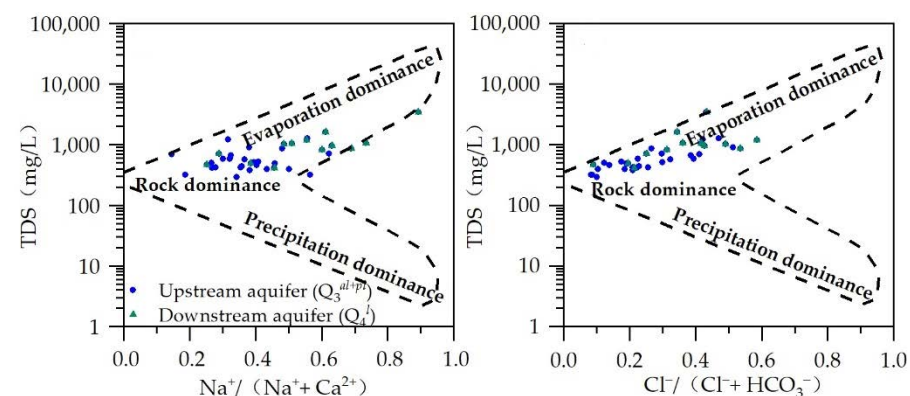 100,000
10,000
1,000
100
10
1
TDS (mg/L)
Evaporation dominance
Rock dominance
Precipitation dominance
Upstream aquifer (Q₃ᵃˡ⁺ᵖˡ)
Downstream aquifer (Q₄ˡ)
0.0 0.2 0.4 0.6 0.8 1.0
Na⁺/（Na⁺+ Ca²⁺）
100,000
10,000
1,000
100
10
1
TDS (mg/L)
Evaporation dominance
Rock dominance
Precipitation dominance
0.0 0.2 0.4 0.6 0.8 1.0
Cl⁻/（Cl⁻+ HCO₃⁻）